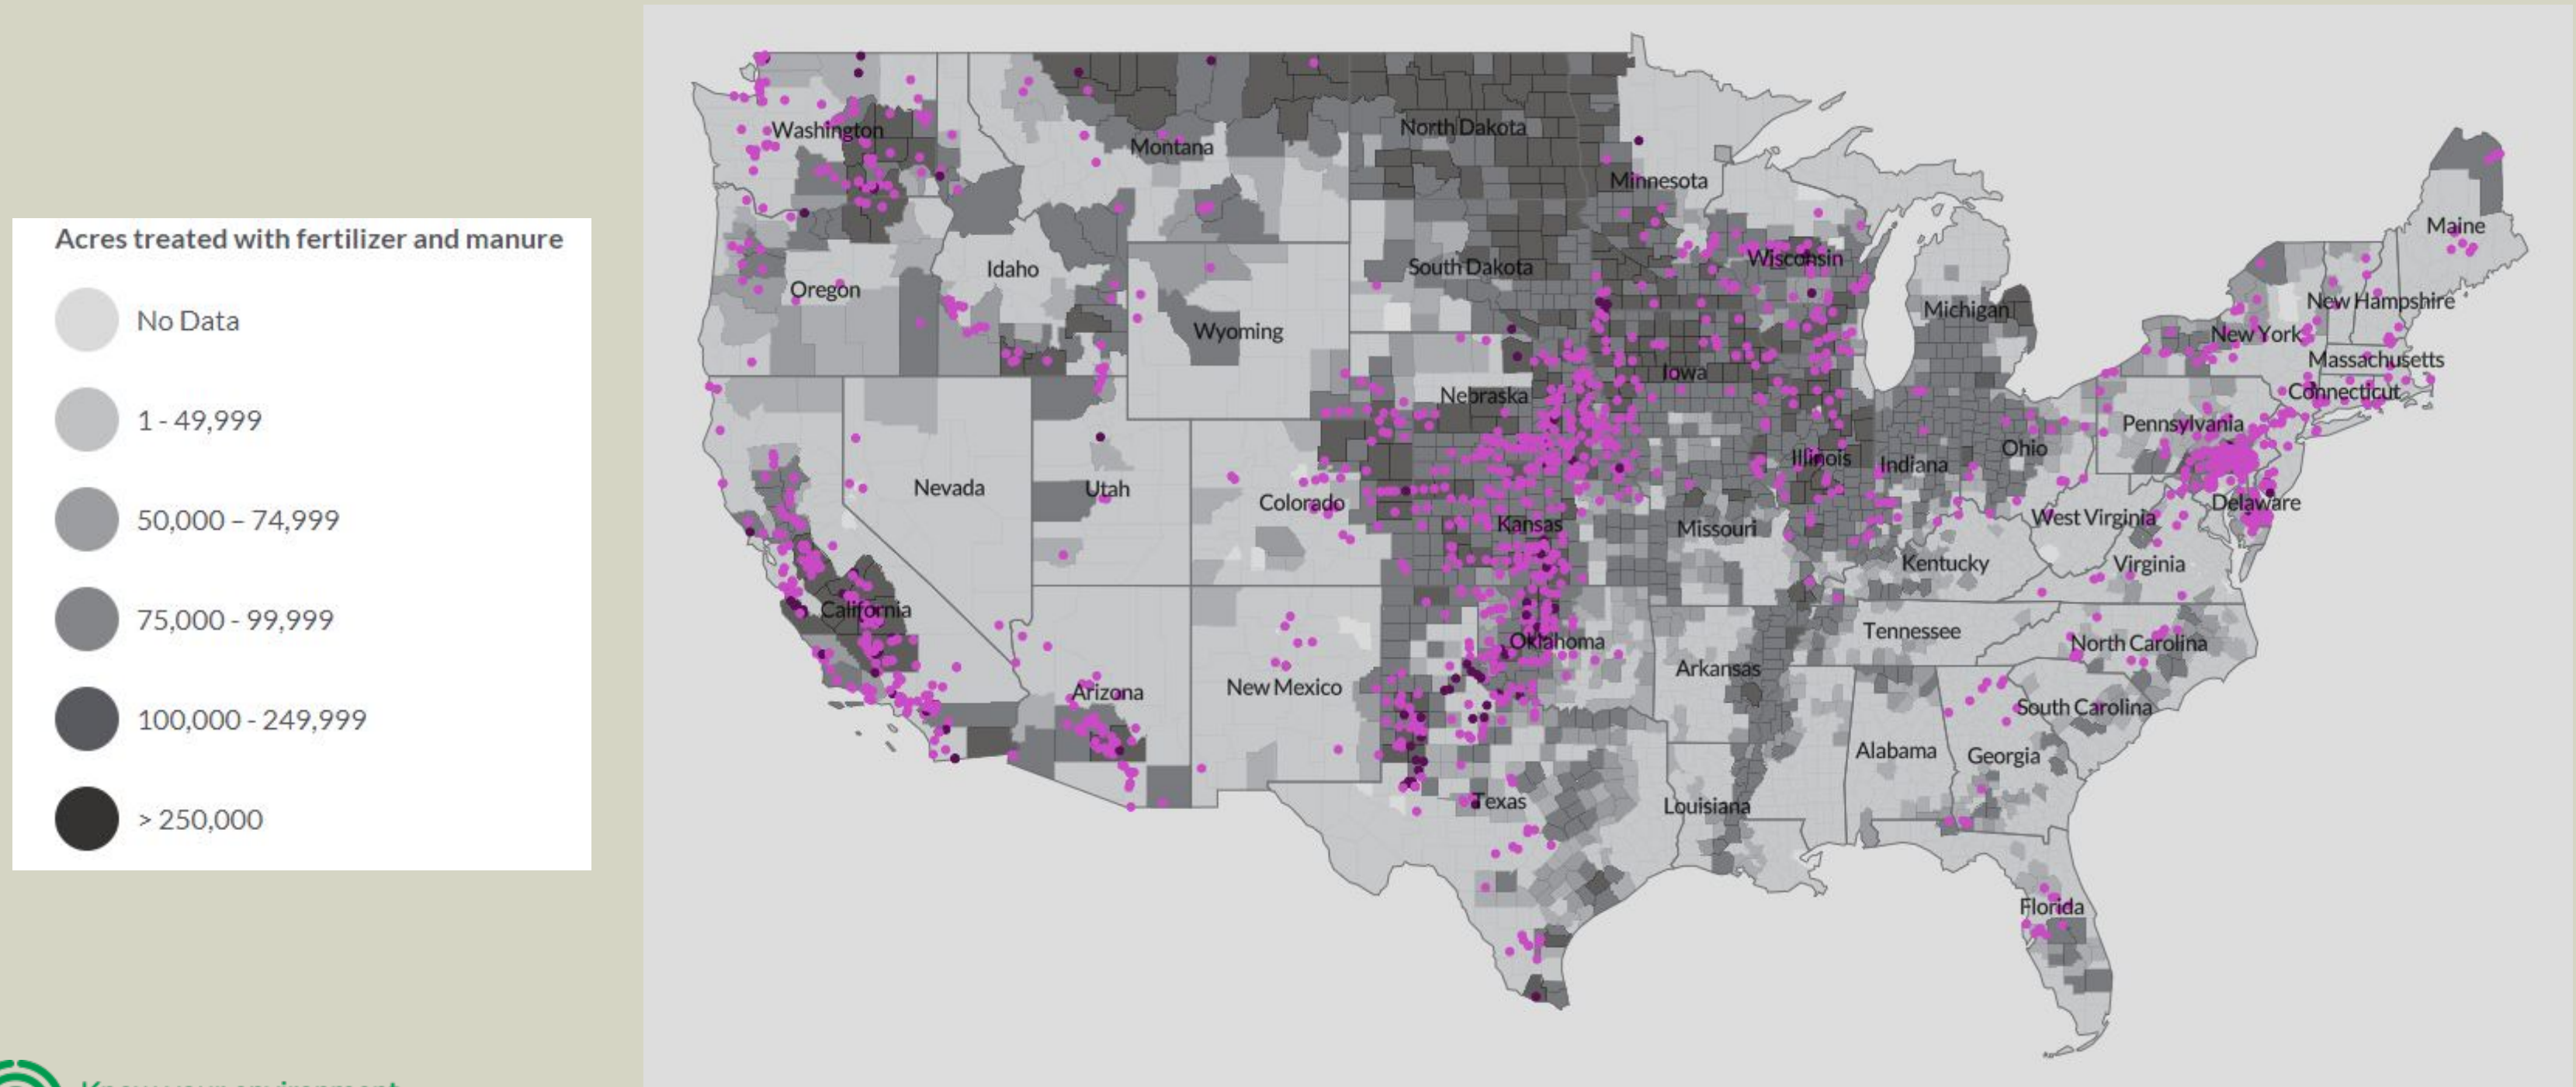 Acres treated with fertilizer and manure
No Data
1 - 49,999
50,000 – 74,999
75,000 - 99,999
100,000 - 249,999
> 250,000
Washington
Montana
North Dakota
Minnesota
Maine
Oregon
Idaho
South Dakota
Wisconsin
Wyoming
Michigan
New Hampshire
New York
Massachusetts
Connecticut
Nebraska
Iowa
Pennsylvania
Nevada
Utah
Colorado
Illinois
Indiana
Ohio
Delaware
Kansas
Missouri
West Virginia
Kentucky
Virginia
California
Oklahoma
Tennessee
North Carolina
Arizona
New Mexico
Arkansas
South Carolina
Alabama
Georgia
Texas
Louisiana
Florida